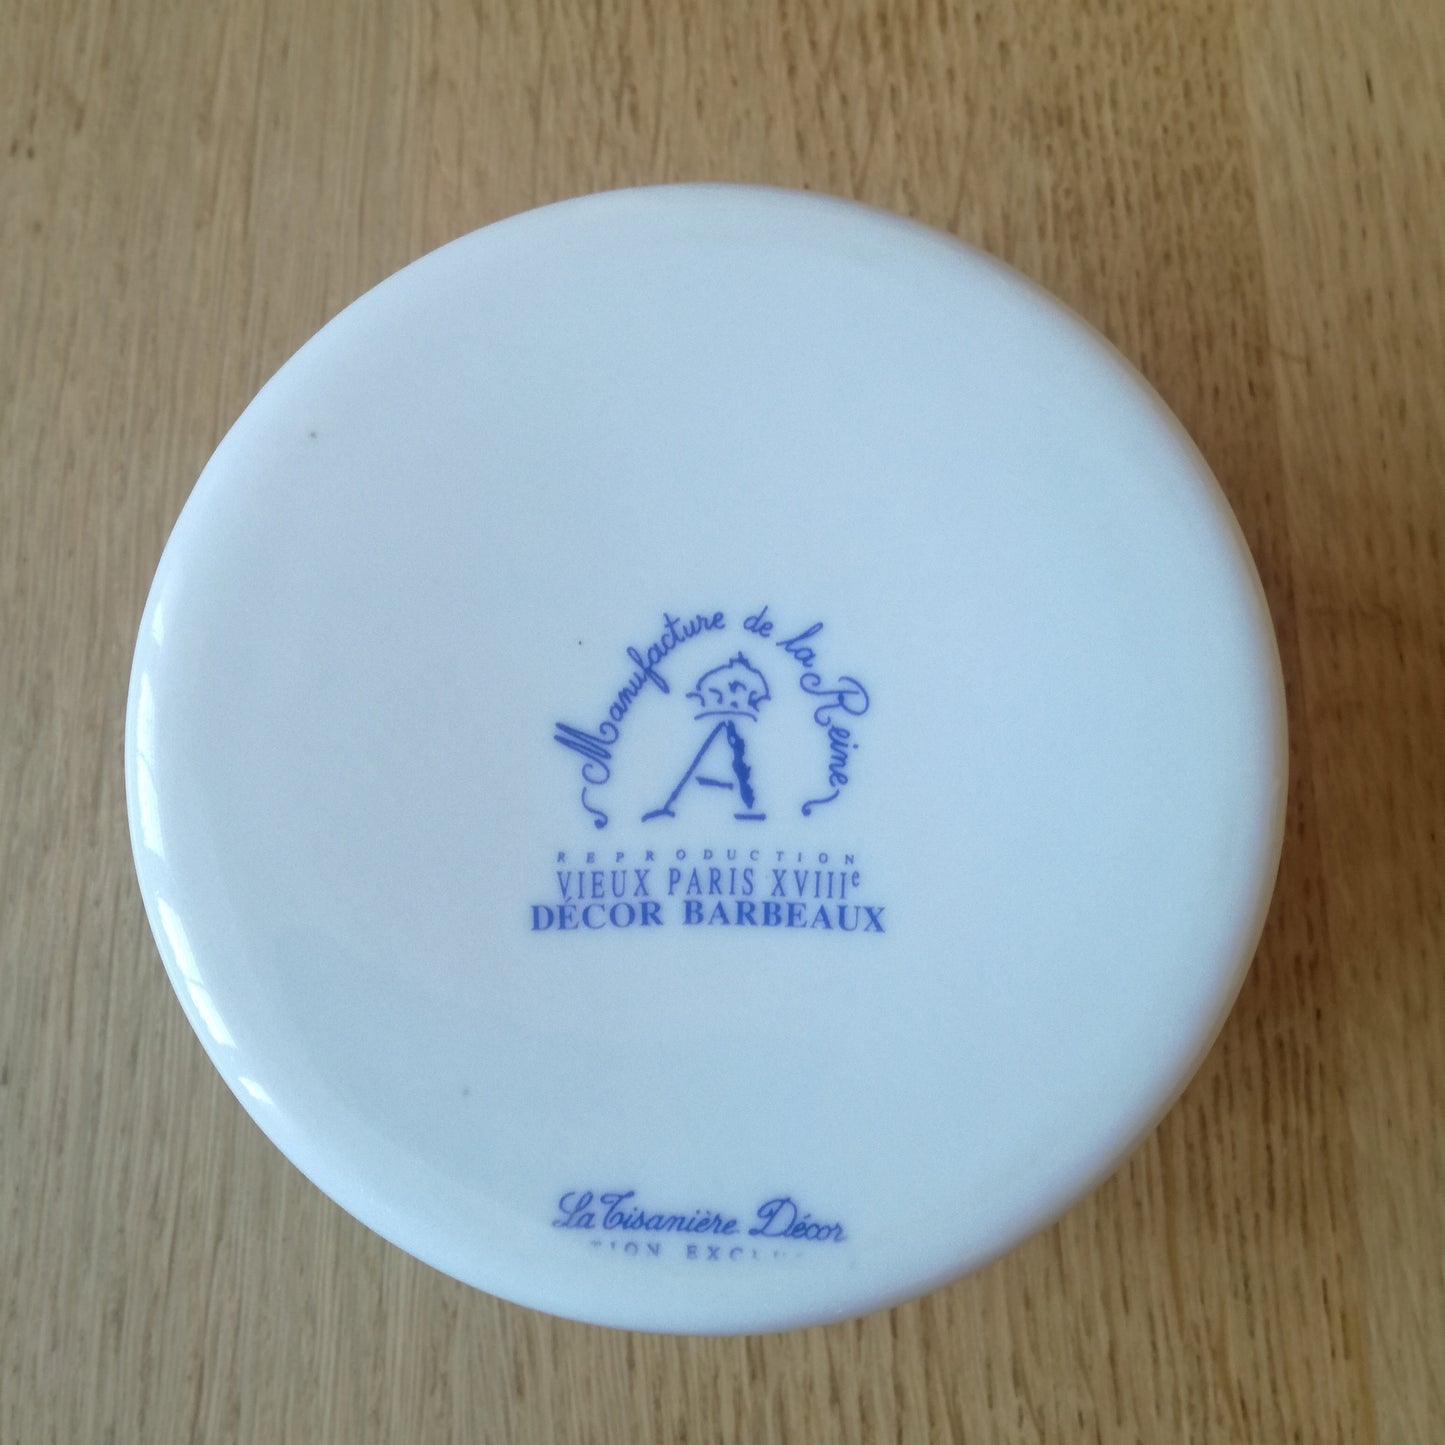 Manufacture de la Reine
A
REPRODUCTION
VIEUX PARIS XVIIIe
DÉCOR BARBEAUX
La Tisanière Décor